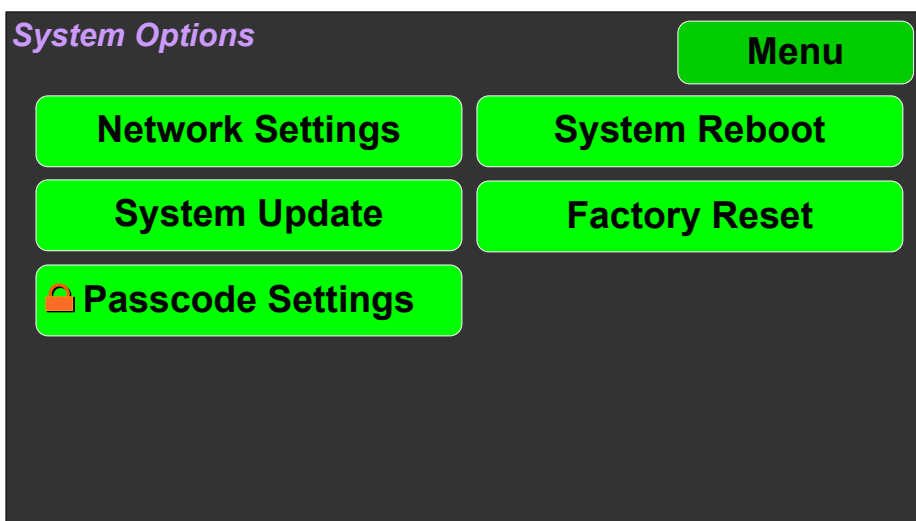 System Options
Menu
Network Settings
System Reboot
System Update
Factory Reset
Passcode Settings